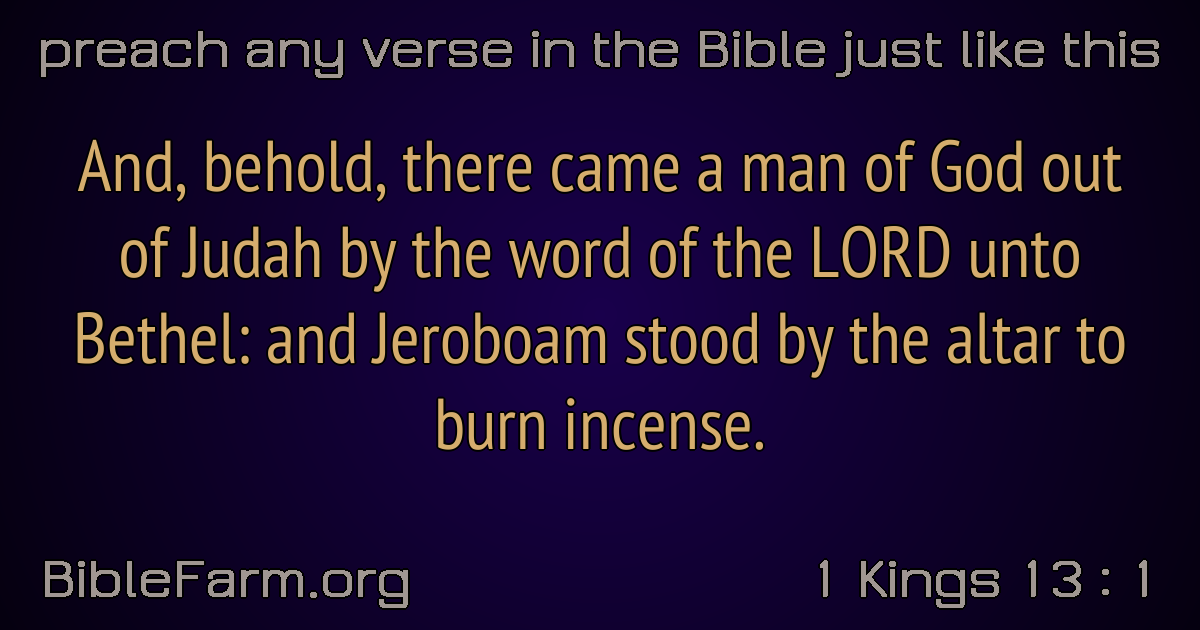 preach any verse in the Bible just like this
And, behold, there came a man of God out
of Judah by the word of the LORD unto
Bethel: and Jeroboam stood by the altar to
burn incense.
BibleFarm.org
1 Kings 13 : 1